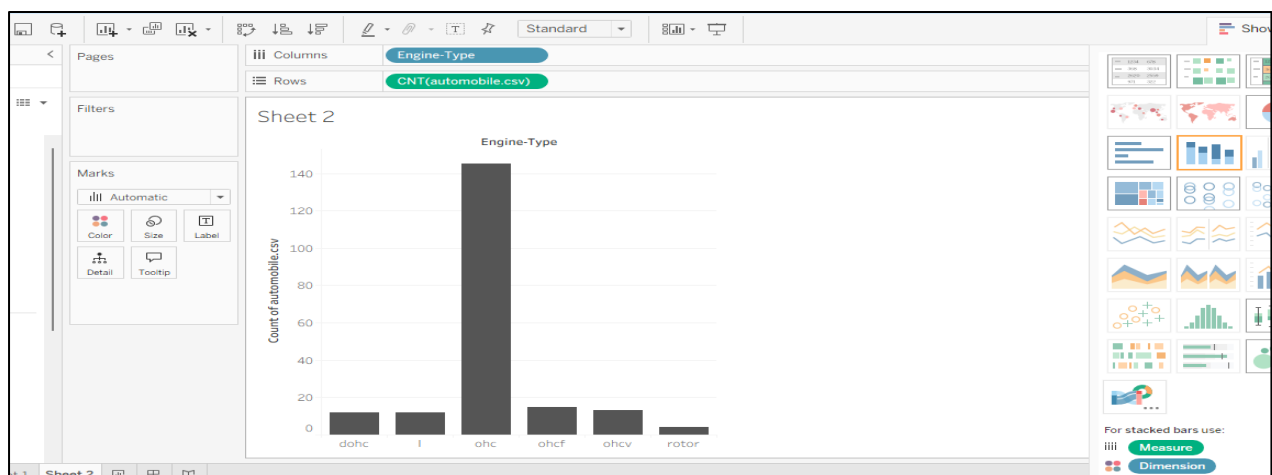 Standard
Show
Pages
iii Columns
Engine-Type
Rows
CNT(automobile.csv)
Filters
Sheet 2
Engine-Type
Marks
Automatic
Color
Size
Label
Detail
Tooltip
Count of automobile.csv
140
120
100
80
60
40
20
0
dohc
l
ohc
ohcf
ohcv
rotor
For stacked bars use:
Measure
Dimension
Sheet 2